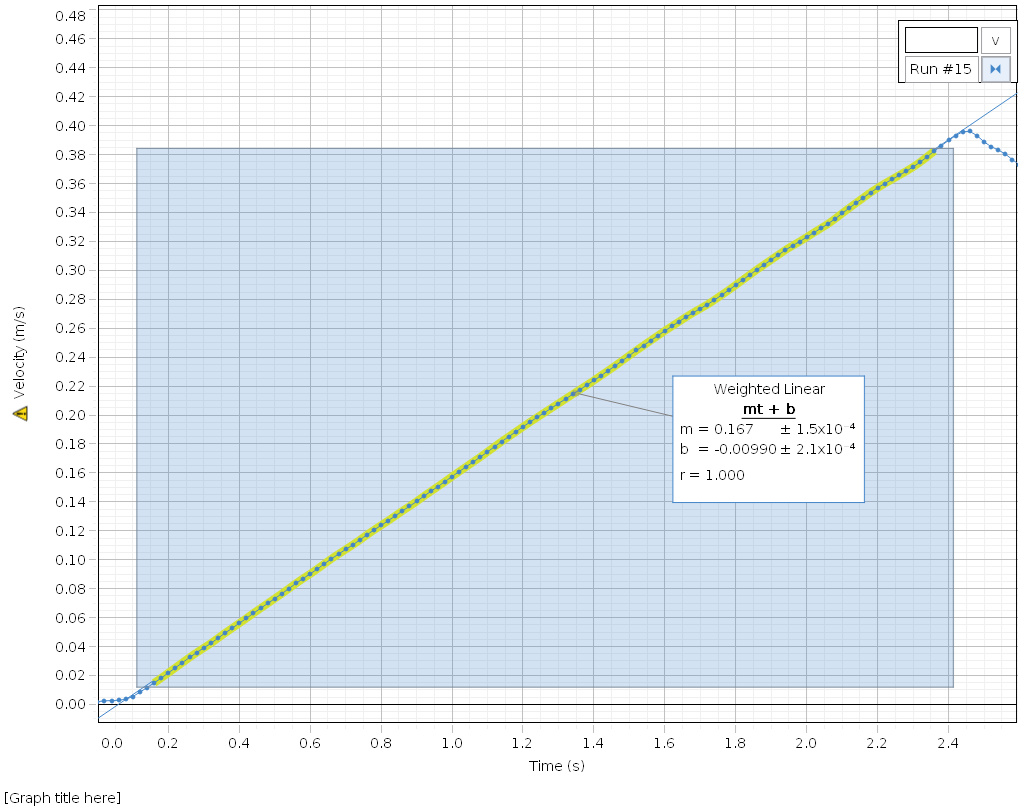 0.48
0.46
0.44
0.42
0.40
0.38
0.36
0.34
0.32
0.30
0.28
0.26
0.24
0.22
0.20
0.18
0.16
0.14
0.12
0.10
0.08
0.06
0.04
0.02
0.00
Velocity (m/s)
V
Run #15
Weighted Linear
mt + b
m = 0.167 ± 1.5x10⁻⁴
b = -0.00990 ± 2.1x10⁻⁴
r = 1.000
0.0 0.2 0.4 0.6 0.8 1.0 1.2 1.4 1.6 1.8 2.0 2.2 2.4
Time (s)
[Graph title here]